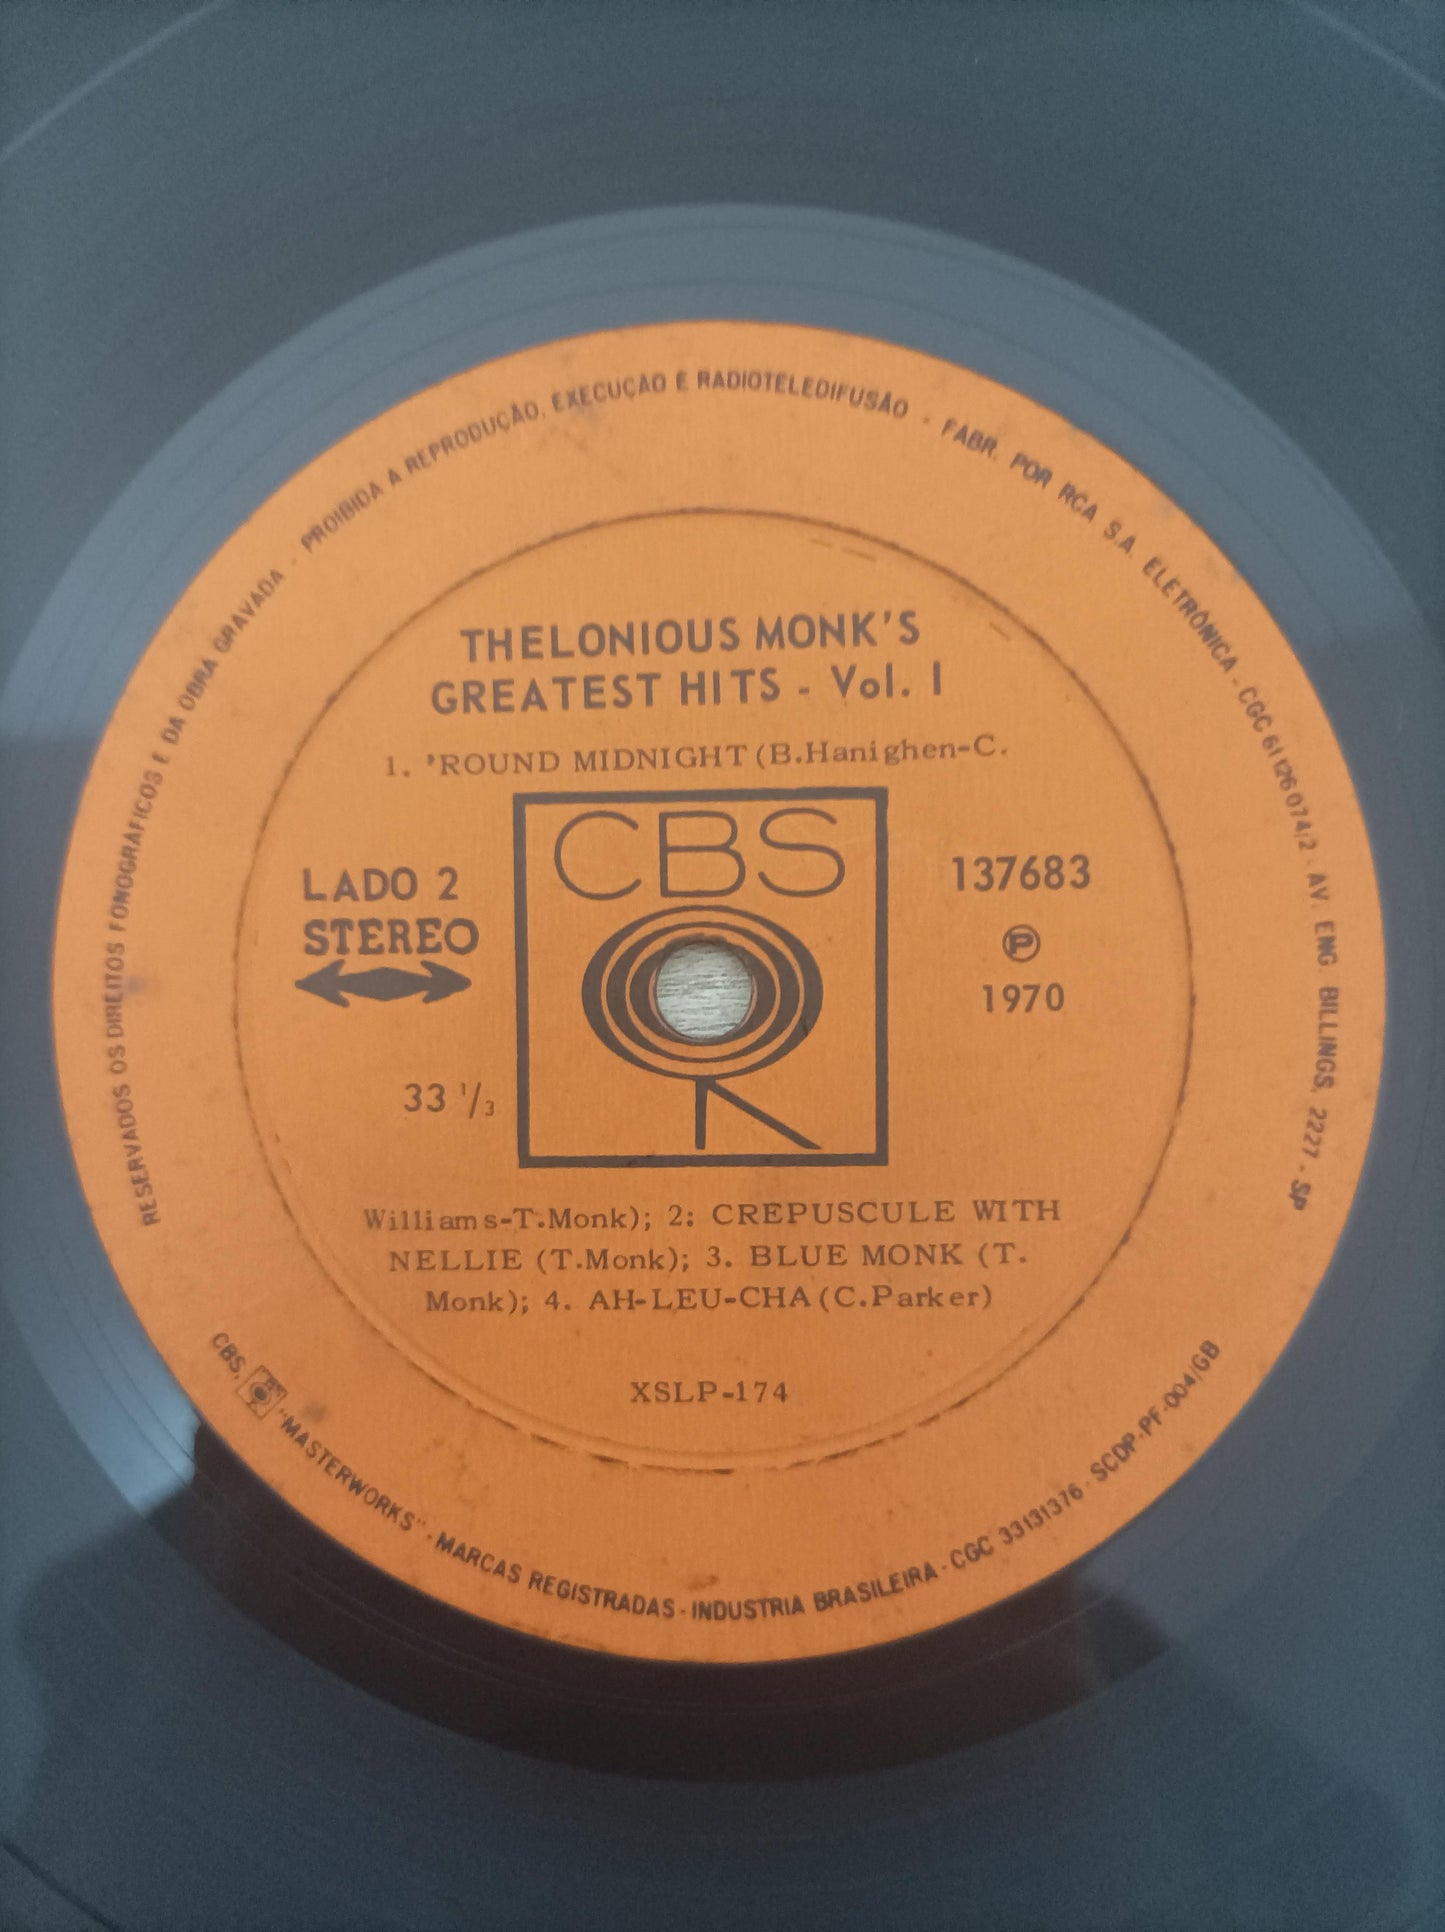 RESERVADOS OS DIREITOS FONOGRÁFICOS E DA OBRA GRAVADA - PROIBIDA A REPRODUÇÃO, EXECUÇÃO E RADIOTELEDIFUSÃO - FABR. POR RCA S.A. ELETRÔNICA - CGC 61126074/2 - AV. ENG. BILLINGS, 2227 - SP
THELONIOUS MONK'S
GREATEST HITS - Vol. I
1. 'ROUND MIDNIGHT (B.Hanighen-C.
CBS
LADO 2
STEREO
137683
Ⓟ
1970
33 1/3
Williams-T.Monk); 2: CREPUSCULE WITH
NELLIE (T.Monk); 3. BLUE MONK (T.
Monk); 4. AH-LEU-CHA (C.Parker)
XSLP-174
CBS, "MASTERWORKS" - MARCAS REGISTRADAS - INDUSTRIA BRASILEIRA - CGC 33131376 - SCDP-PF-004/GB